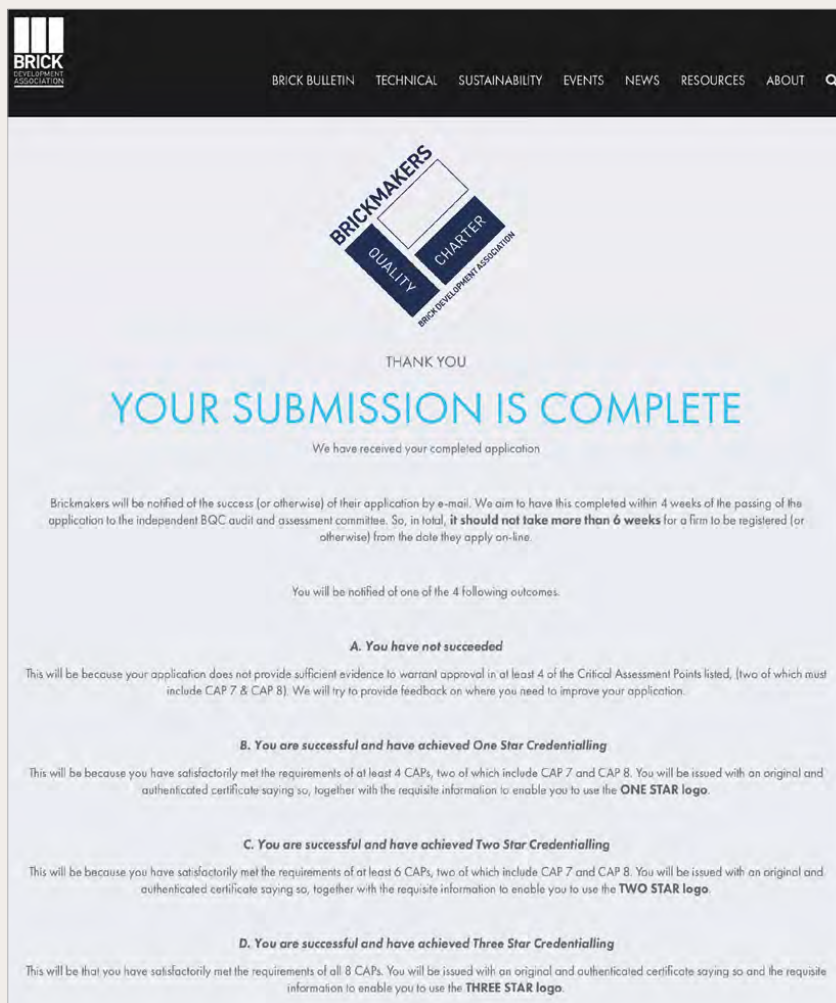 BRICK
DEVELOPMENT
ASSOCIATION
BRICK BULLETIN TECHNICAL SUSTAINABILITY EVENTS NEWS RESOURCES ABOUT
BRICKMAKERS
QUALITY
CHARTER
BRICK DEVELOPMENT ASSOCIATION
THANK YOU
YOUR SUBMISSION IS COMPLETE
We have received your completed application
Brickmakers will be notified of the success (or otherwise) of their application by e-mail. We aim to have this completed within 4 weeks of the passing of the
application to the independent BQC audit and assessment committee. So, in total, it should not take more than 6 weeks for a firm to be registered (or
otherwise) from the date they apply on-line.
You will be notified of one of the 4 following outcomes.
A. You have not succeeded
This will be because your application does not provide sufficient evidence to warrant approval in at least 4 of the Critical Assessment Points listed, (two of which must
include CAP 7 & CAP 8). We will try to provide feedback on where you need to improve your application.
B. You are successful and have achieved One Star Credentialling
This will be because you have satisfactorily met the requirements of at least 4 CAPs, two of which include CAP 7 and CAP 8. You will be issued with an original and
authenticated certificate saying so, together with the requisite information to enable you to use the ONE STAR logo.
C. You are successful and have achieved Two Star Credentialling
This will be because you have satisfactorily met the requirements of at least 6 CAPs, two of which include CAP 7 and CAP 8. You will be issued with an original and
authenticated certificate saying so, together with the requisite information to enable you to use the TWO STAR logo.
D. You are successful and have achieved Three Star Credentialling
This will be that you have satisfactorily met the requirements of all 8 CAPs. You will be issued with an original and authenticated certificate saying so and the requisite
information to enable you to use the THREE STAR logo.